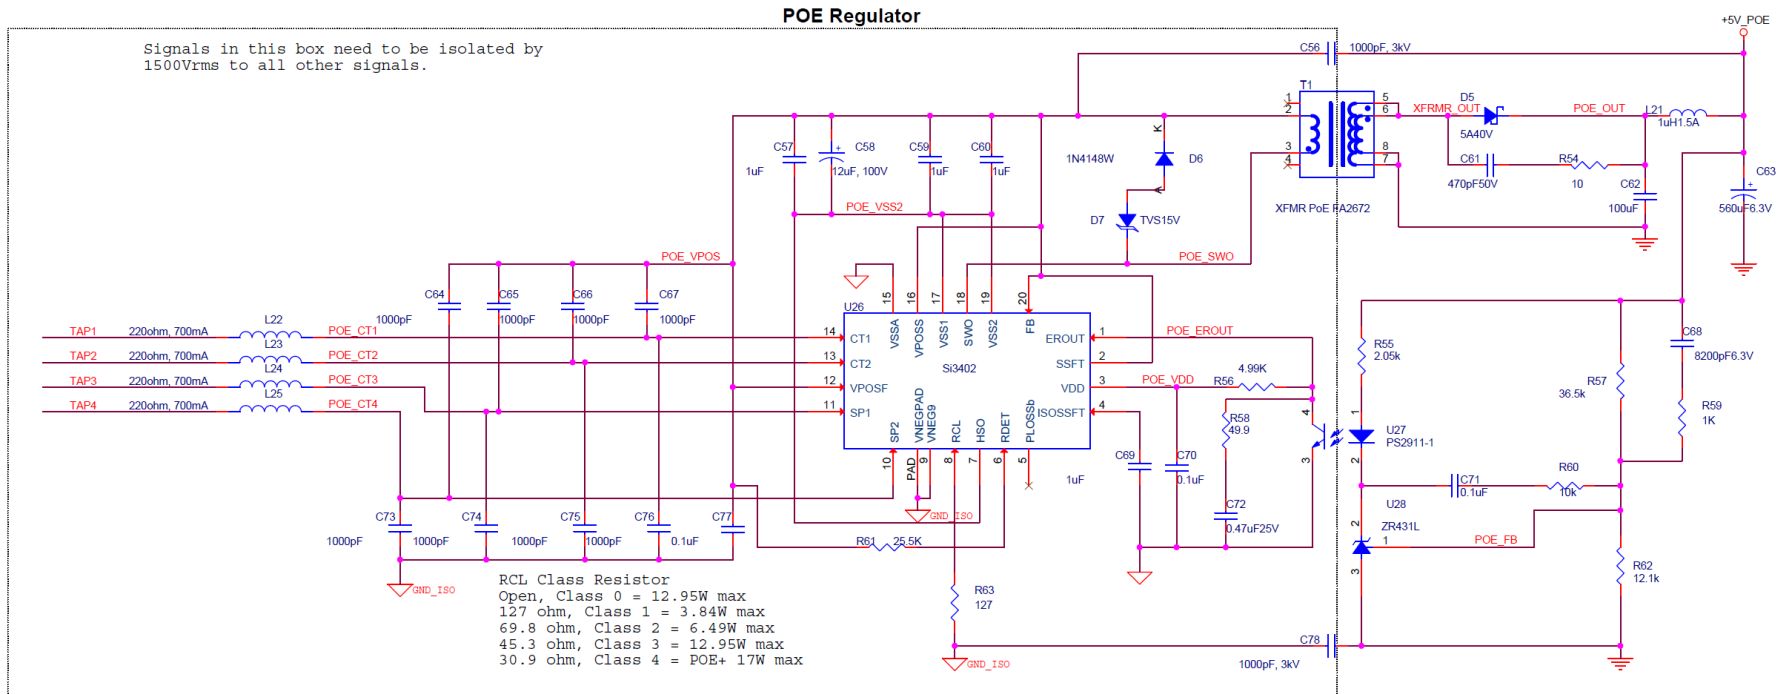 POE Regulator
+5V_POE
Signals in this box need to be isolated by
1500Vrms to all other signals.
C56
1000pF, 3kV
T1
1
2
3
4
5
6
8
7
XFRMR_OUT
D5
5A40V
POE_OUT
L21
1uH1.5A
C61
470pF50V
R54
10
C62
100uF
C63
560uF6.3V
XFMR PoE FA2672
C57
1uF
C58
12uF, 100V
C59
1uF
C60
1uF
1N4148W
K
D6
A
D7
TVS15V
POE_VSS2
POE_SWO
POE_VPOS
C64
1000pF
C65
1000pF
C66
1000pF
C67
1000pF
TAP1
220ohm, 700mA
L22
POE_CT1
TAP2
220ohm, 700mA
L23
POE_CT2
TAP3
220ohm, 700mA
L24
POE_CT3
TAP4
220ohm, 700mA
L25
POE_CT4
U26
Si3402
15
VSSA
16
VPOSS
17
VSS1
18
SWO
19
VSS2
20
FB
14
CT1
13
CT2
12
VPOSF
11
SP1
EROUT
1
SSFT
2
VDD
3
ISOSSFT
4
SP2
10
VNEGPAD
PAD
VNEG9
9
RCL
8
HSO
7
RDET
6
PLOSSb
5
POE_EROUT
POE_VDD
R56
4.99K
R58
49.9
C69
1uF
C70
0.1uF
C72
0.47uF25V
4
3
1
2
U27
PS2911-1
R55
2.05k
R57
36.5k
C68
8200pF6.3V
R59
1K
C71
0.1uF
R60
10k
U28
2
ZR431L
1
3
POE_FB
R62
12.1k
C73
1000pF
C74
1000pF
C75
1000pF
C76
1000pF
C77
0.1uF
GND_ISO
GND_ISO
R61
25.5K
R63
127
GND_ISO
C78
1000pF, 3kV
RCL Class Resistor
Open, Class 0 = 12.95W max
127 ohm, Class 1 = 3.84W max
69.8 ohm, Class 2 = 6.49W max
45.3 ohm, Class 3 = 12.95W max
30.9 ohm, Class 4 = POE+ 17W max